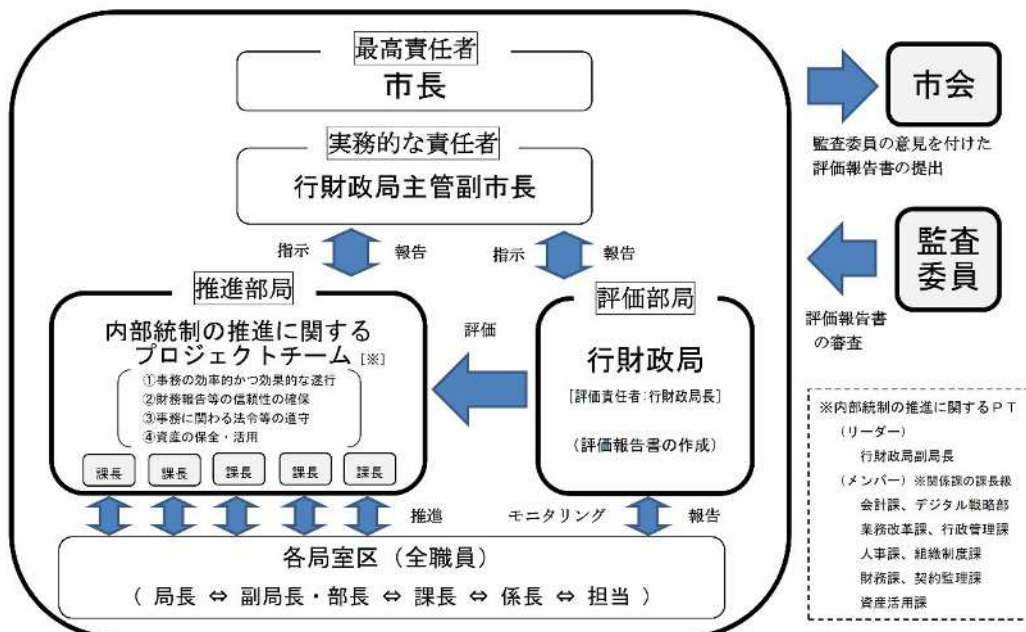 最高責任者
市長
実務的な責任者
行財政局主管副市長
指示
報告
指示
報告
推進部局
内部統制の推進に関する
プロジェクトチーム［※］
①事務の効率的かつ効果的な遂行
②財務報告等の信頼性の確保
③事務に関わる法令等の遵守
④資産の保全・活用
課長
課長
課長
課長
課長
評価
評価部局
行財政局
［評価責任者：行財政局長］
（評価報告書の作成）
推進
モニタリング
報告
各局室区（全職員）
（ 局長 ⇔ 副局長・部長 ⇔ 課長 ⇔ 係長 ⇔ 担当 ）
市会
監査委員の意見を付けた
評価報告書の提出
監査
委員
評価報告書
の審査
※内部統制の推進に関するＰＴ
（リーダー）
行財政局副局長
（メンバー）※関係課の課長級
会計課、デジタル戦略部
業務改革課、行政管理課
人事課、組織制度課
財務課、契約監理課
資産活用課